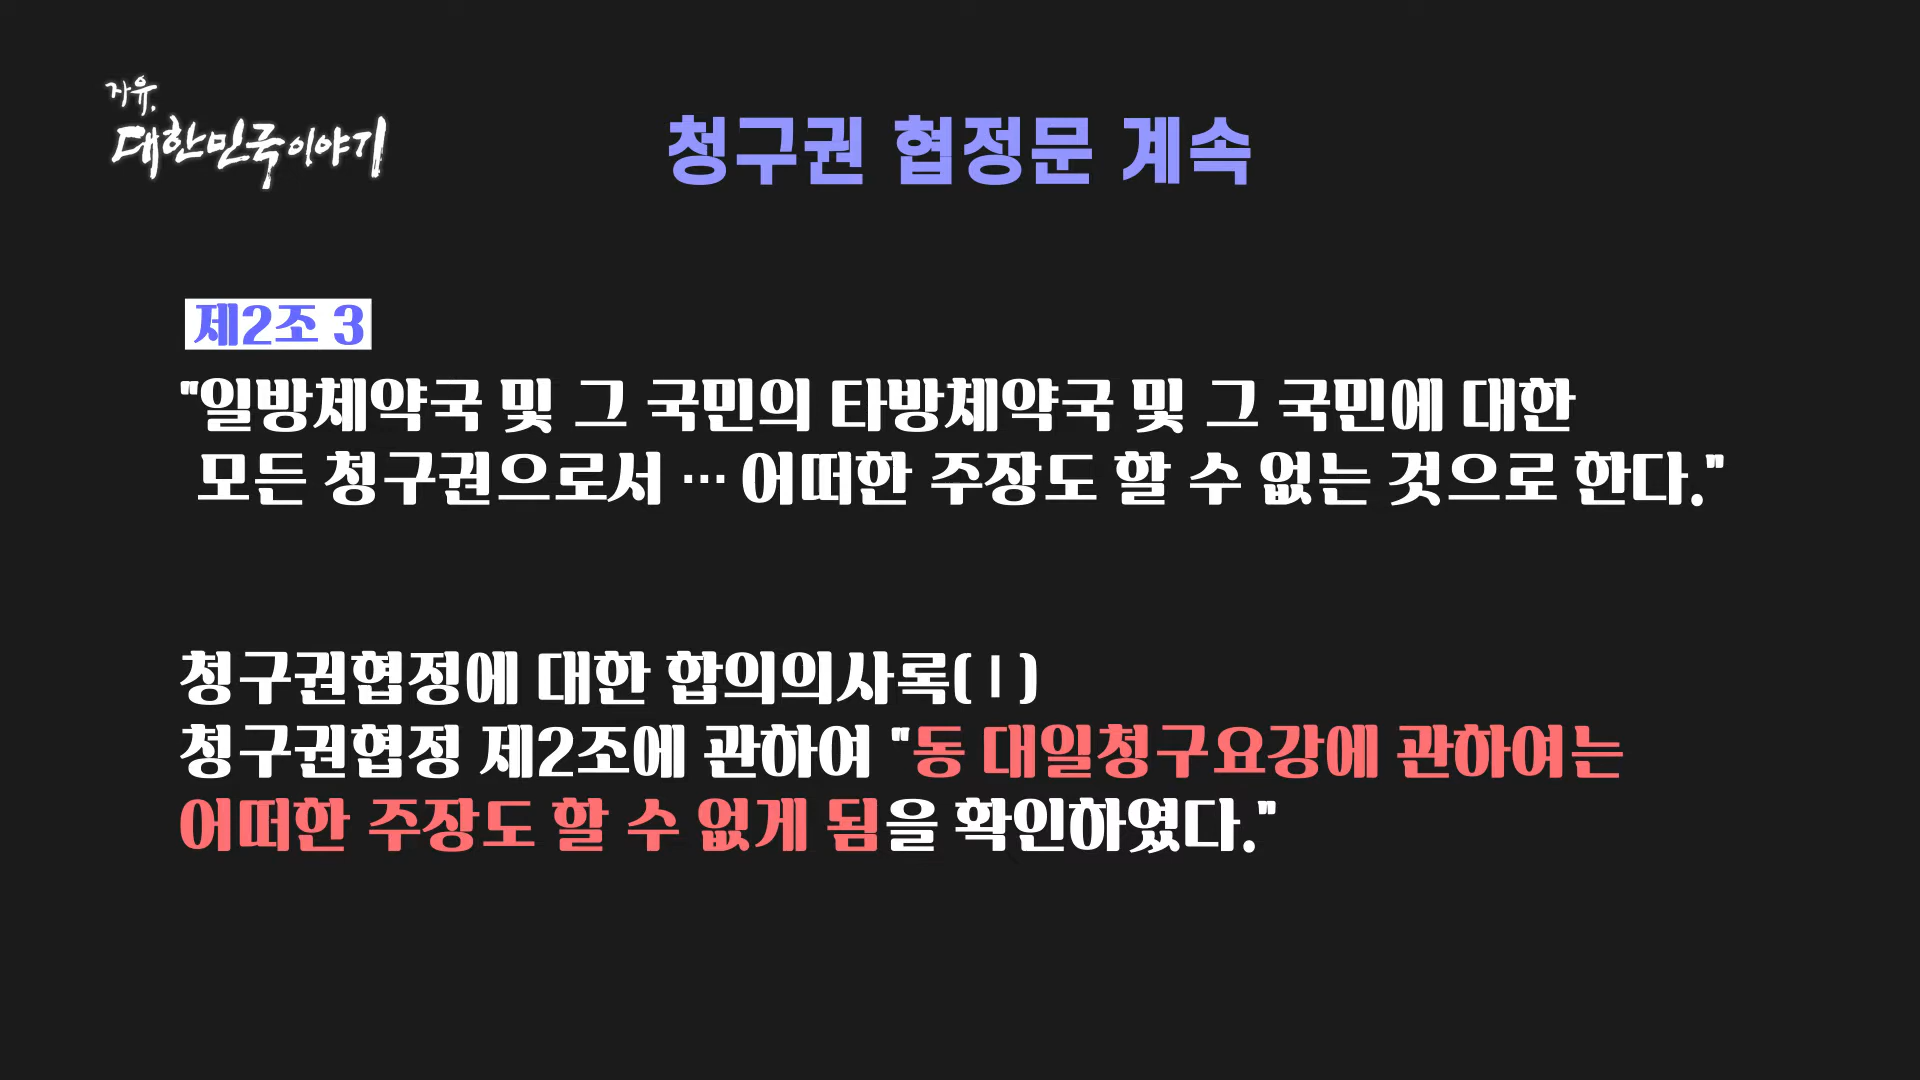 자유,
대한민국이야기
청구권 협정문 계속
제2조 3
"일방체약국 및 그 국민의 타방체약국 및 그 국민에 대한
모든 청구권으로서 … 어떠한 주장도 할 수 없는 것으로 한다."
청구권협정에 대한 합의의사록(Ⅰ)
청구권협정 제2조에 관하여 "동 대일청구요강에 관하여는
어떠한 주장도 할 수 없게 됨을 확인하였다."